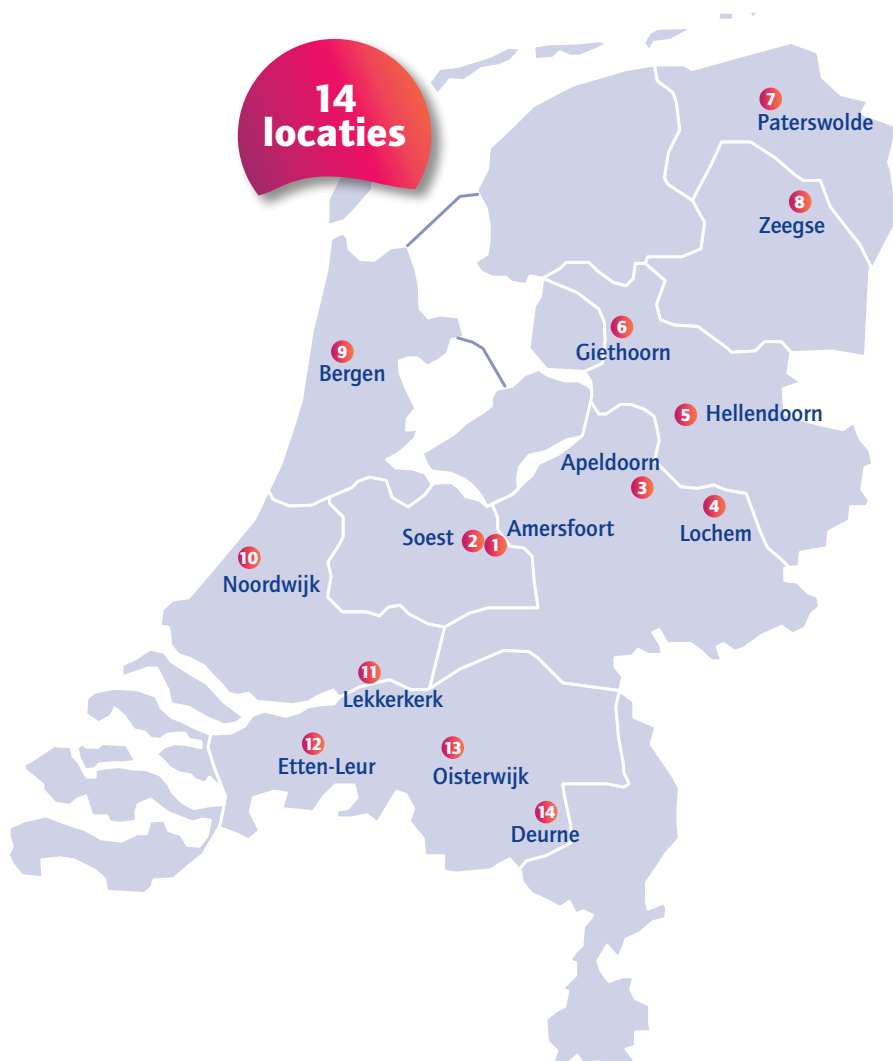 14
locaties
7
Paterswolde
8
Zeegse
6
Giethoorn
9
Bergen
5 Hellendoorn
Apeldoorn
3
4
Lochem
Soest 2
1 Amersfoort
10
Noordwijk
11
Lekkerkerk
12
Etten-Leur
13
Oisterwijk
14
Deurne